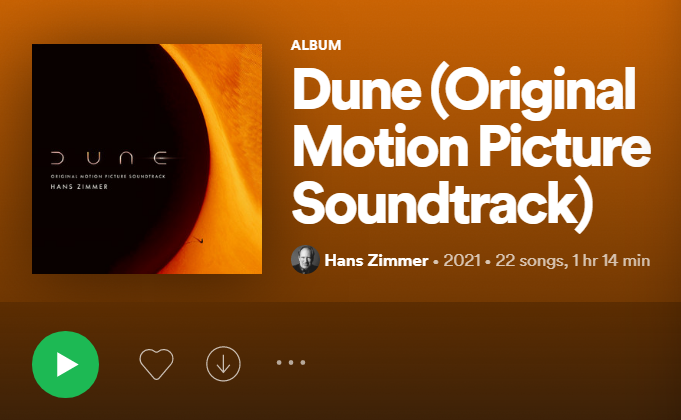 ALBUM
Dune (Original
Motion Picture
Soundtrack)
Hans Zimmer • 2021 • 22 songs, 1 hr 14 min
DUNE
ORIGINAL MOTION PICTURE SOUNDTRACK
HANS ZIMMER